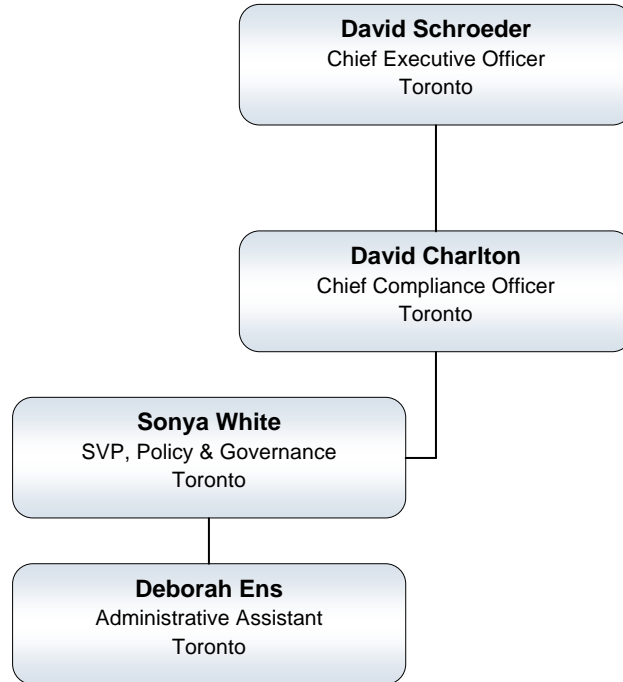 David Schroeder
Chief Executive Officer
Toronto
David Charlton
Chief Compliance Officer
Toronto
Sonya White
SVP, Policy & Governance
Toronto
Deborah Ens
Administrative Assistant
Toronto